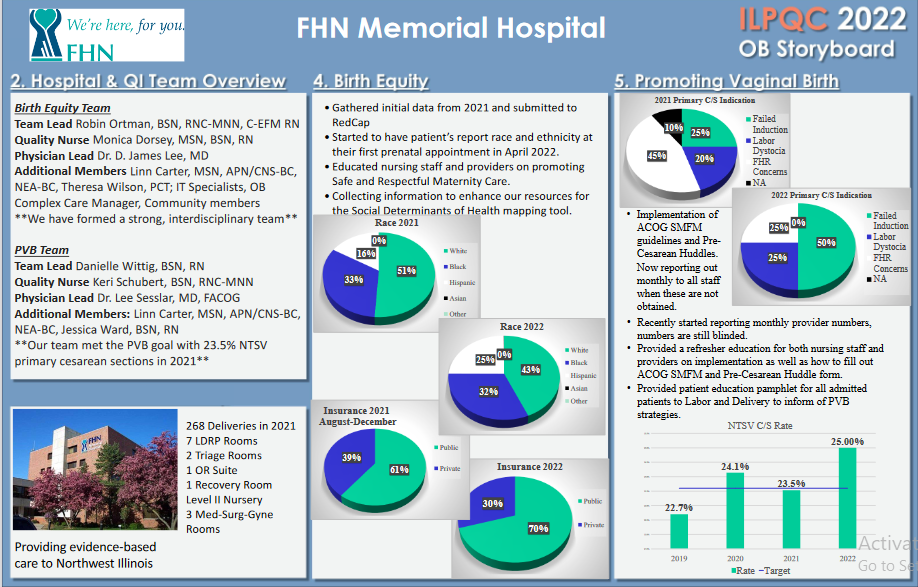 We're here, for you.
FHN
FHN Memorial Hospital
ILPQC 2022
OB Storyboard
2. Hospital & QI Team Overview
Birth Equity Team
Team Lead Robin Ortman, BSN, RNC-MNN, C-EFM RN
Quality Nurse Monica Dorsey, MSN, BSN, RN
Physician Lead Dr. D. James Lee, MD
Additional Members Linn Carter, MSN, APN/CNS-BC,
NEA-BC, Theresa Wilson, PCT; IT Specialists, OB
Complex Care Manager, Community members
**We have formed a strong, interdisciplinary team**
PVB Team
Team Lead Danielle Wittig, BSN, RN
Quality Nurse Keri Schubert, BSN, RNC-MNN
Physician Lead Dr. Lee Sesslar, MD, FACOG
Additional Members: Linn Carter, MSN, APN/CNS-BC,
NEA-BC, Jessica Ward, BSN, RN
**Our team met the PVB goal with 23.5% NTSV
primary cesarean sections in 2021**
FHN
268 Deliveries in 2021
7 LDRP Rooms
2 Triage Rooms
1 OR Suite
1 Recovery Room
Level II Nursery
3 Med-Surg-Gyne
Rooms
Providing evidence-based
care to Northwest Illinois
4. Birth Equity
• Gathered initial data from 2021 and submitted to
RedCap
• Started to have patient's report race and ethnicity at
their first prenatal appointment in April 2022.
• Educated nursing staff and providers on promoting
Safe and Respectful Maternity Care.
• Collecting information to enhance our resources for
the Social Determinants of Health mapping tool.
Race 2021
0%
16%
33%
51%
White
Black
Hispanic
Asian
Other
Race 2022
25%
0%
43%
32%
White
Black
Hispanic
Asian
Other
Insurance 2021
August-December
39%
61%
Public
Private
Insurance 2022
30%
70%
Public
Private
5. Promoting Vaginal Birth
2021 Primary C/S Indication
10%
25%
45%
20%
Failed
Induction
Labor
Dystocia
FHR
Concerns
NA
2022 Primary C/S Indication
25%
0%
50%
25%
Failed
Induction
Labor
Dystocia
FHR
Concerns
NA
• Implementation of
ACOG SMFM
guidelines and Pre-
Cesarean Huddles.
Now reporting out
monthly to all staff
when these are not
obtained.
• Recently started reporting monthly provider numbers,
numbers are still blinded.
• Provided a refresher education for both nursing staff and
providers on implementation as well as how to fill out
ACOG SMFM and Pre-Cesarean Huddle form.
• Provided patient education pamphlet for all admitted
patients to Labor and Delivery to inform of PVB
strategies.
NTSV C/S Rate
22.7%
24.1%
23.5%
25.00%
2019
2020
2021
2022
Rate
Target
Activat
Go to Se